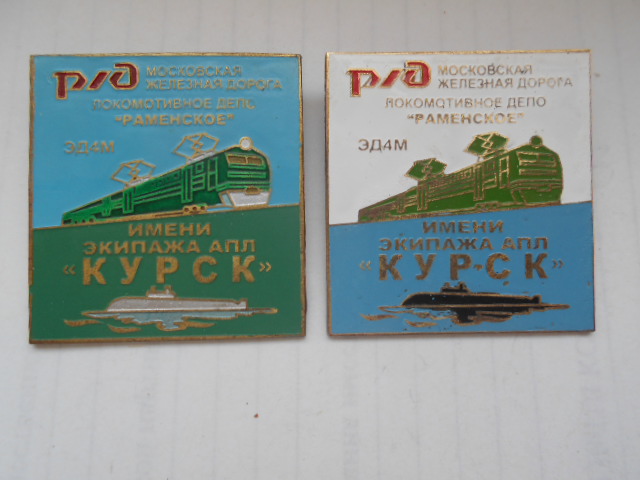 РЖД МОСКОВСКАЯ
ЖЕЛЕЗНАЯ ДОРОГА
ЛОКОМОТИВНОЕ ДЕПО
"РАМЕНСКОЕ"
ЭД4М
ИМЕНИ
ЭКИПАЖА АПЛ
«КУРСК»
РЖД МОСКОВСКАЯ
ЖЕЛЕЗНАЯ ДОРОГА
ЛОКОМОТИВНОЕ ДЕПО
"РАМЕНСКОЕ"
ЭД4М
ИМЕНИ
ЭКИПАЖА АПЛ
«КУРСК»